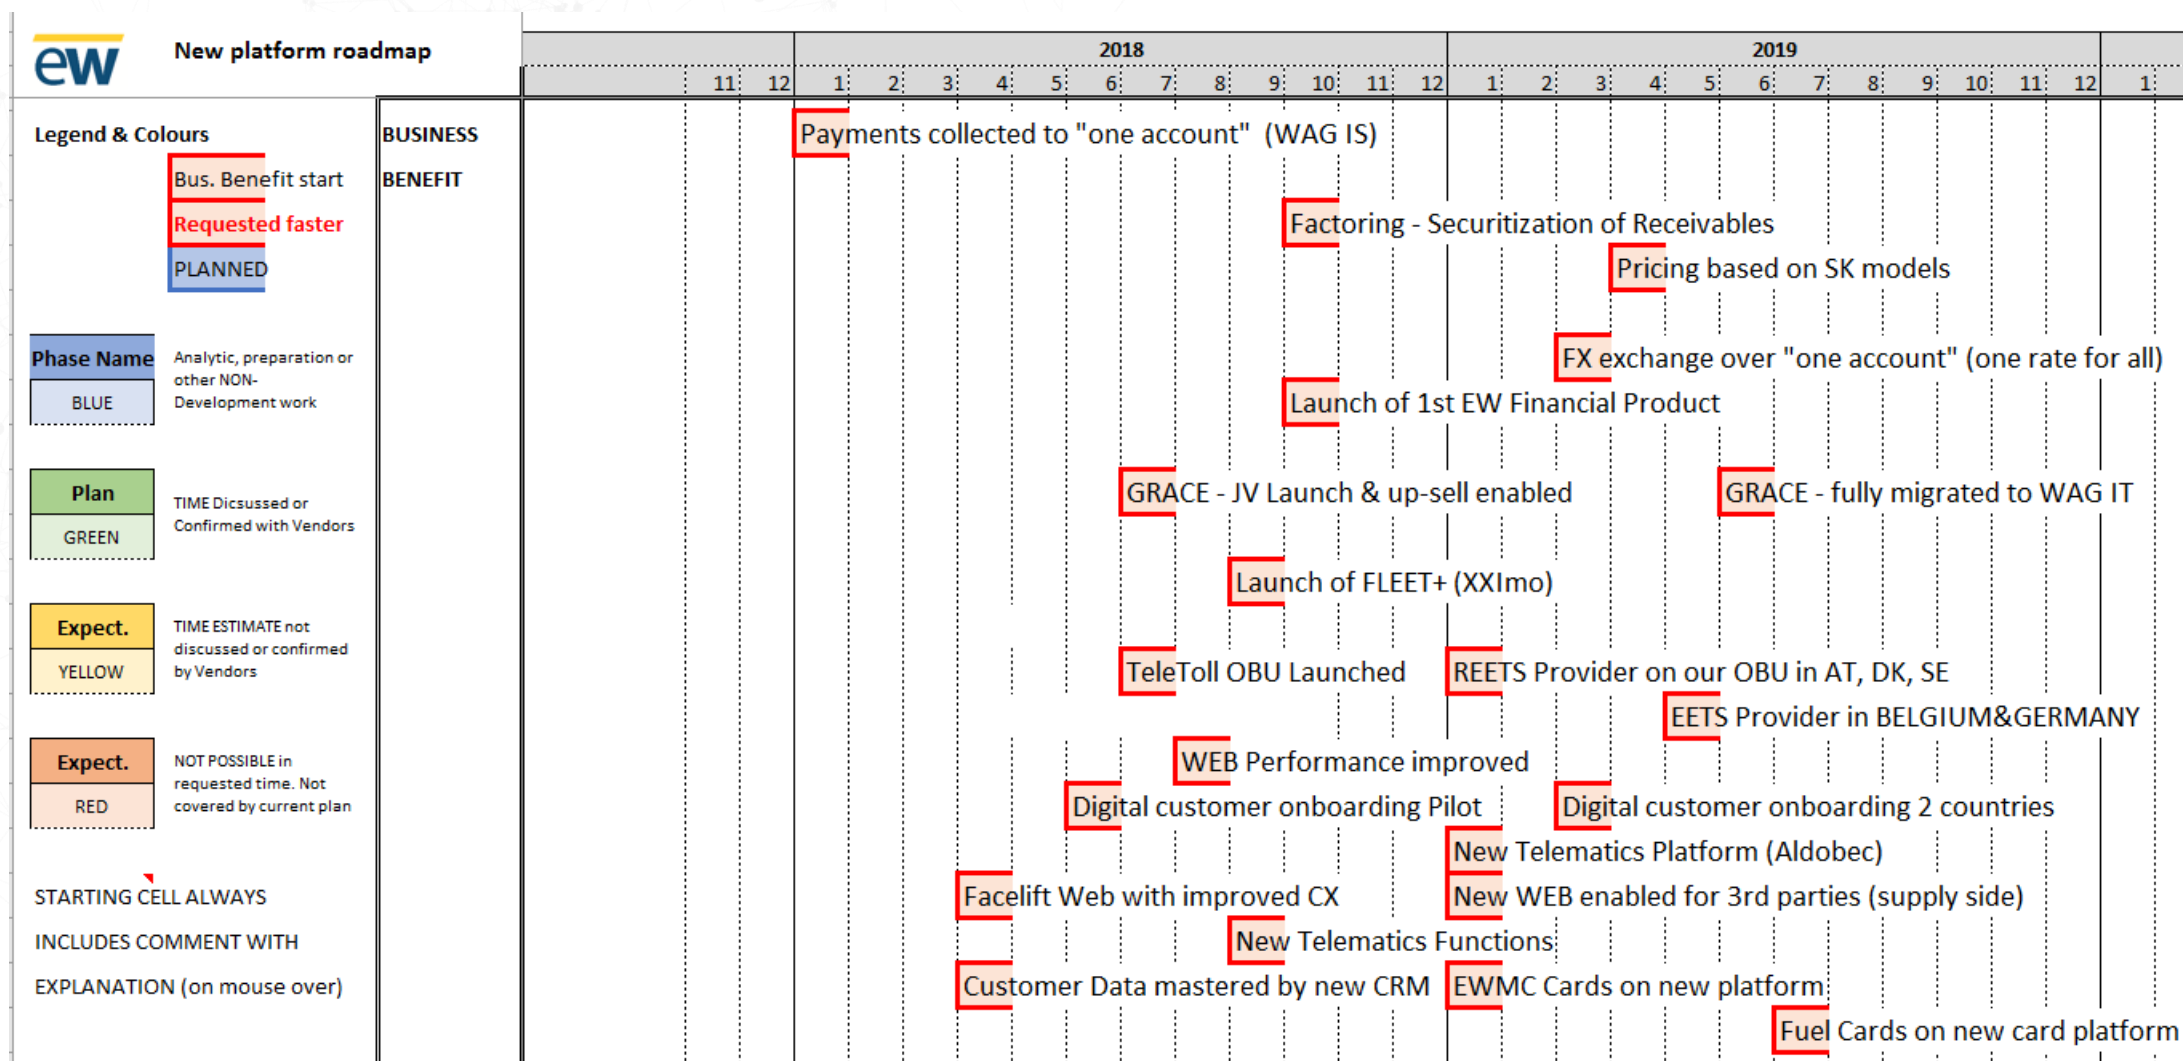 ew
New platform roadmap
2018
2019
11 12 1 2 3 4 5 6 7 8 9 10 11 12 1 2 3 4 5 6 7 8 9 10 11 12 1
Legend & Colours
Bus. Benefit start
Requested faster
PLANNED
Phase Name
BLUE
Analytic, preparation or
other NON-
Development work
Plan
GREEN
TIME Dicsussed or
Confirmed with Vendors
Expect.
YELLOW
TIME ESTIMATE not
discussed or confirmed
by Vendors
Expect.
RED
NOT POSSIBLE in
requested time. Not
covered by current plan
STARTING CELL ALWAYS
INCLUDES COMMENT WITH
EXPLANATION (on mouse over)
BUSINESS
BENEFIT
Payments collected to "one account" (WAG IS)
Factoring - Securitization of Receivables
Pricing based on SK models
FX exchange over "one account" (one rate for all)
Launch of 1st EW Financial Product
GRACE - JV Launch & up-sell enabled
GRACE - fully migrated to WAG IT
Launch of FLEET+ (XXImo)
TeleToll OBU Launched
REETS Provider on our OBU in AT, DK, SE
EETS Provider in BELGIUM&GERMANY
WEB Performance improved
Digital customer onboarding Pilot
Digital customer onboarding 2 countries
New Telematics Platform (Aldobec)
Facelift Web with improved CX
New WEB enabled for 3rd parties (supply side)
New Telematics Functions
Customer Data mastered by new CRM
EWMC Cards on new platform
Fuel Cards on new card platform